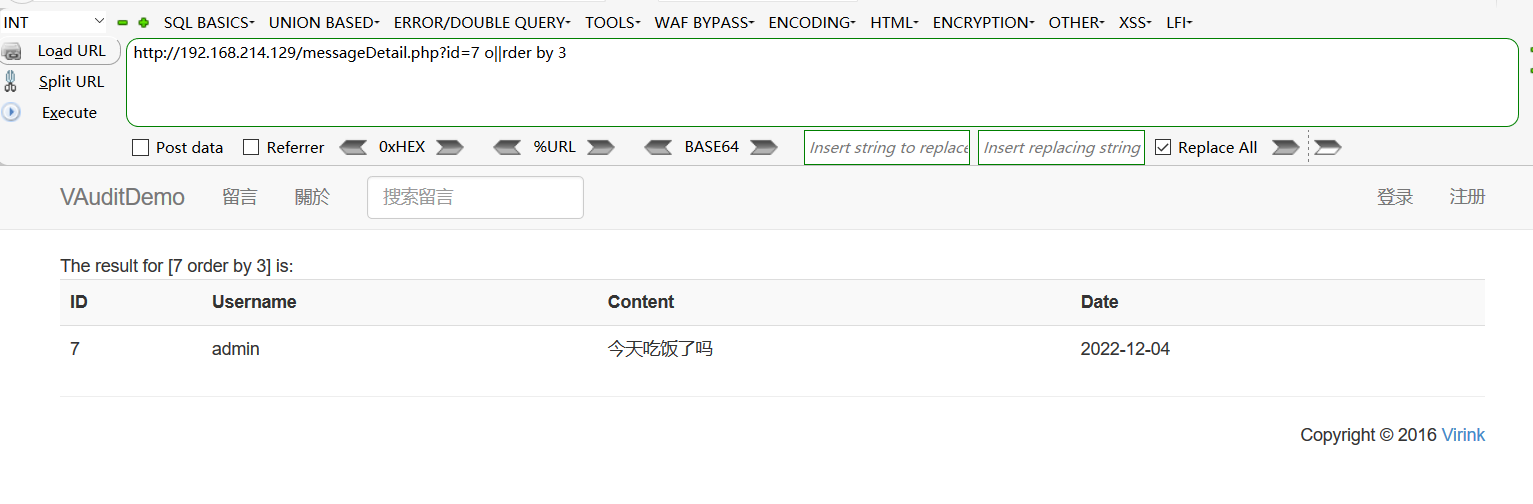 INT SQL BASICS UNION BASED ERROR/DOUBLE QUERY TOOLS WAF BYPASS ENCODING HTML ENCRYPTION OTHER XSS LFI
Load URL http://192.168.214.129/messageDetail.php?id=7 o||rder by 3
Split URL
Execute
Post data Referrer 0xHEX %URL BASE64 Insert string to replace Insert replacing string Replace All
VAuditDemo 留言 關於 搜索留言 登录 注册
The result for [7 order by 3] is:
ID Username Content Date
7 admin 今天吃饭了吗 2022-12-04
Copyright © 2016 Virink